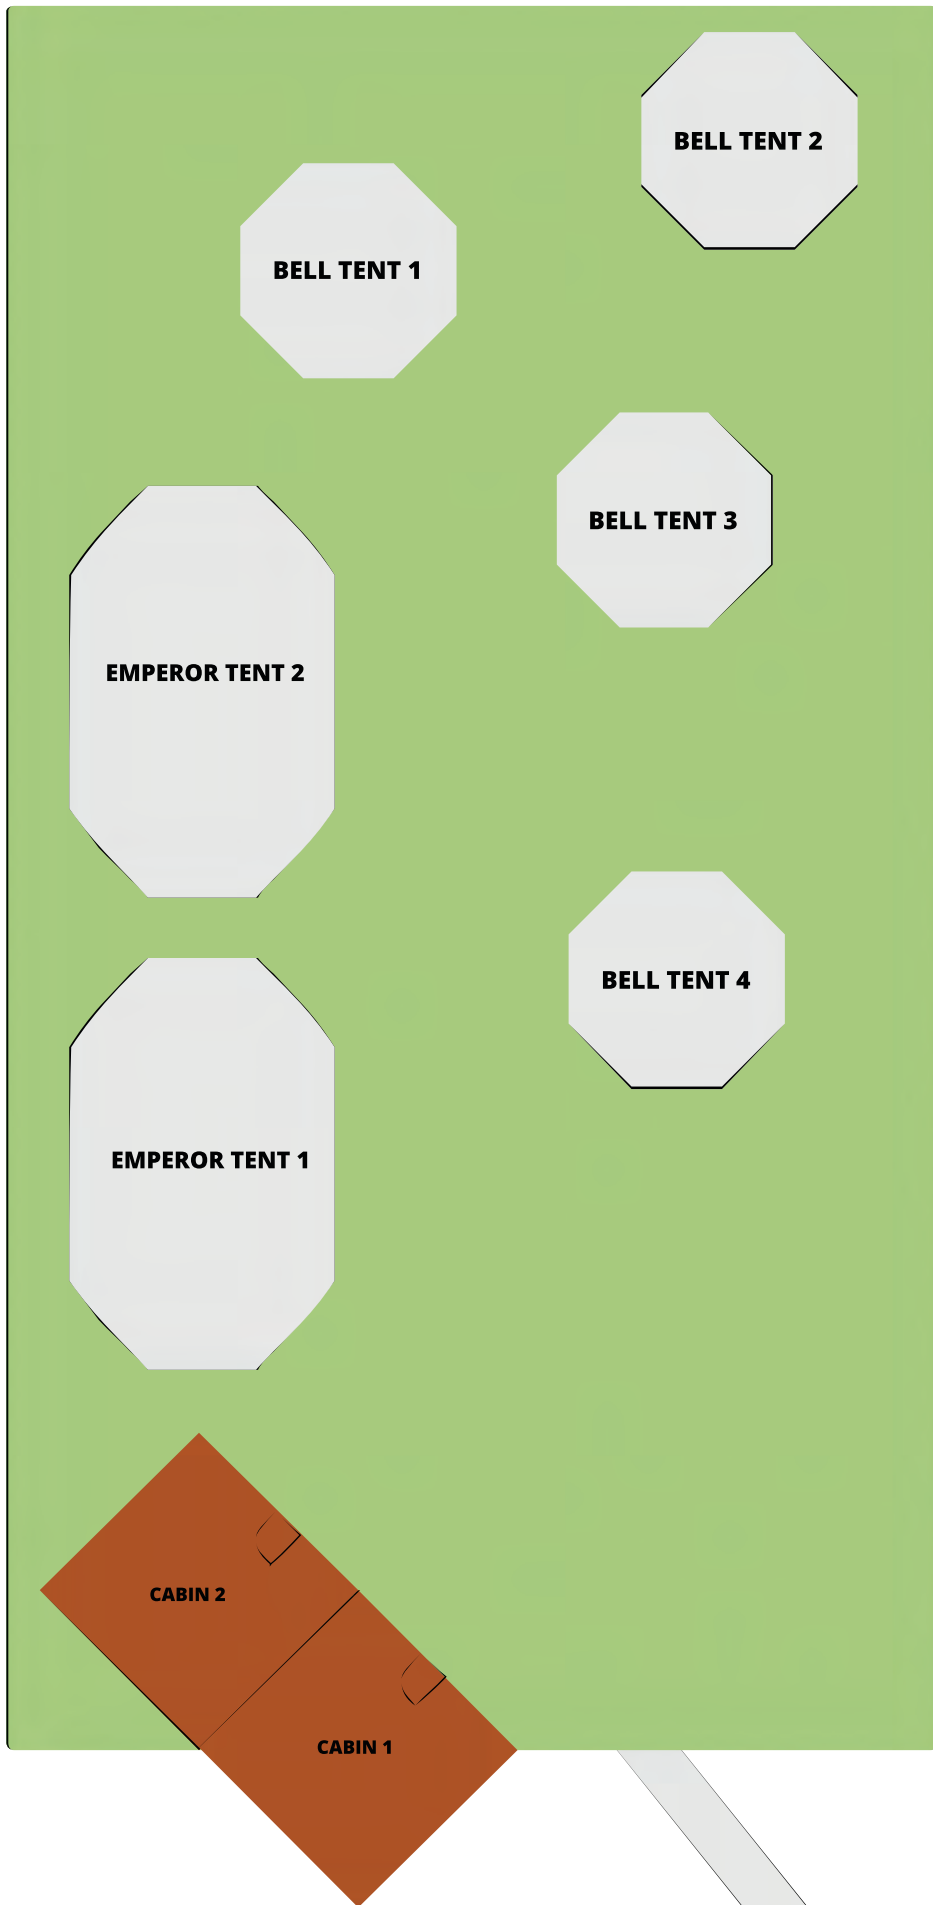 BELL TENT 2
BELL TENT 1
BELL TENT 3
EMPEROR TENT 2
BELL TENT 4
EMPEROR TENT 1
CABIN 2
CABIN 1